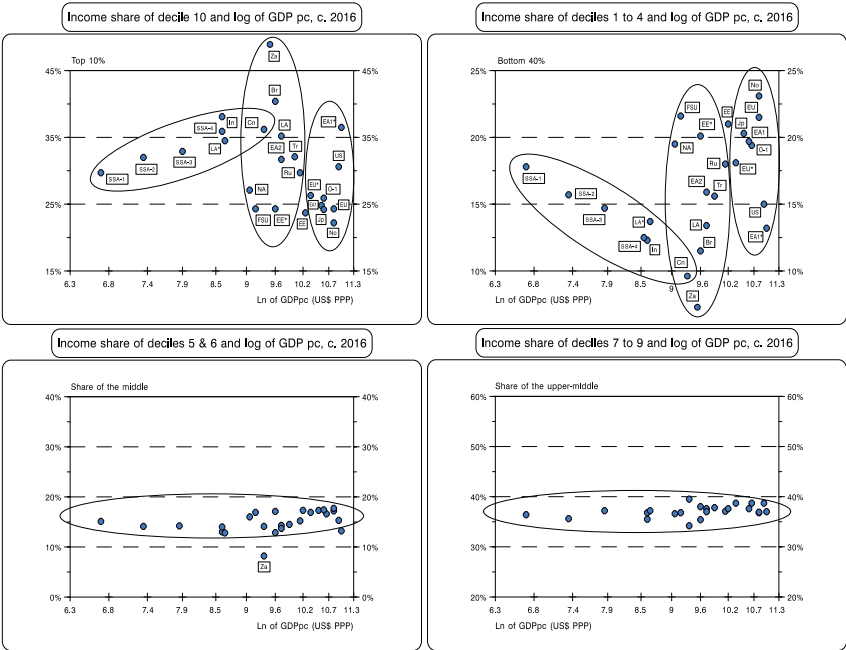 Income share of decile 10 and log of GDP pc, c. 2016
Top 10%
45%
35%
25%
15%
45%
35%
25%
15%
Za
Br
In
Cn
LA
EA1*
SSA-4
LA*
EA2
Tr
US
SSA-3
SSA-2
SSA-1
Ru
NA
EU*
O-1
FSU
EE*
EE
EA1
Jp
EU
No
6.3 6.8 7.4 7.9 8.5 9 9.6 10.2 10.7 11.3
Ln of GDPpc (US$ PPP)
Income share of deciles 1 to 4 and log of GDP pc, c. 2016
Bottom 40%
25%
20%
15%
10%
25%
20%
15%
10%
No
FSU
EE
EU
EE*
Jp
EA1
NA
O-1
EU*
SSA-1
EA2
Tr
SSA-2
SSA-3
LA*
LA
US
SSA-4
In
Br
EA1*
Cn
Za
6.3 6.8 7.4 7.9 8.5 9 9.6 10.2 10.7 11.3
Ln of GDPpc (US$ PPP)
Income share of deciles 5 & 6 and log of GDP pc, c. 2016
Share of the middle
40%
30%
20%
10%
0%
40%
30%
20%
10%
0%
Za
6.3 6.8 7.4 7.9 8.5 9 9.6 10.2 10.7 11.3
Ln of GDPpc (US$ PPP)
Income share of deciles 7 to 9 and log of GDP pc, c. 2016
Share of the upper-middle
60%
50%
40%
30%
20%
60%
50%
40%
30%
20%
6.3 6.8 7.4 7.9 8.5 9 9.6 10.2 10.7 11.3
Ln of GDPpc (US$ PPP)